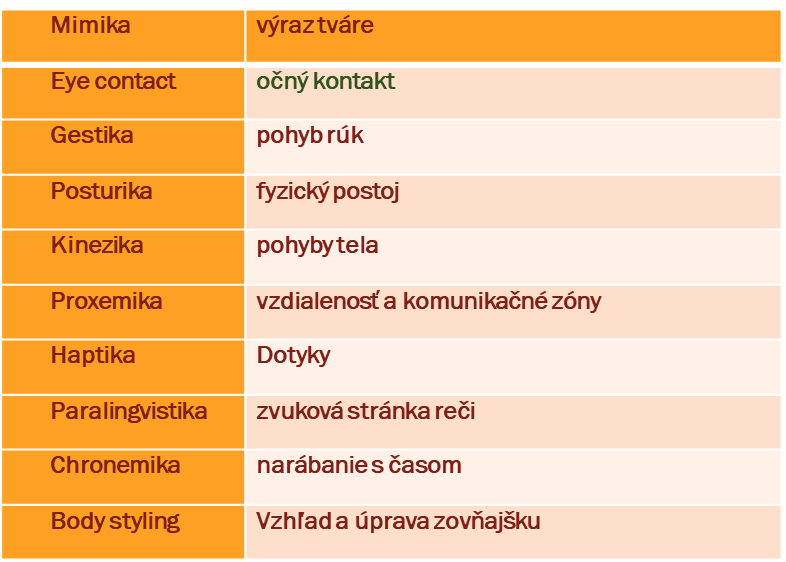 Mimika výraz tváre
Eye contact očný kontakt
Gestika pohyb rúk
Posturika fyzický postoj
Kinezika pohyby tela
Proxemika vzdialenosť a komunikačné zóny
Haptika Dotyky
Paralingvistika zvuková stránka reči
Chronemika narábanie s časom
Body styling Vzhľad a úprava zovňajšku